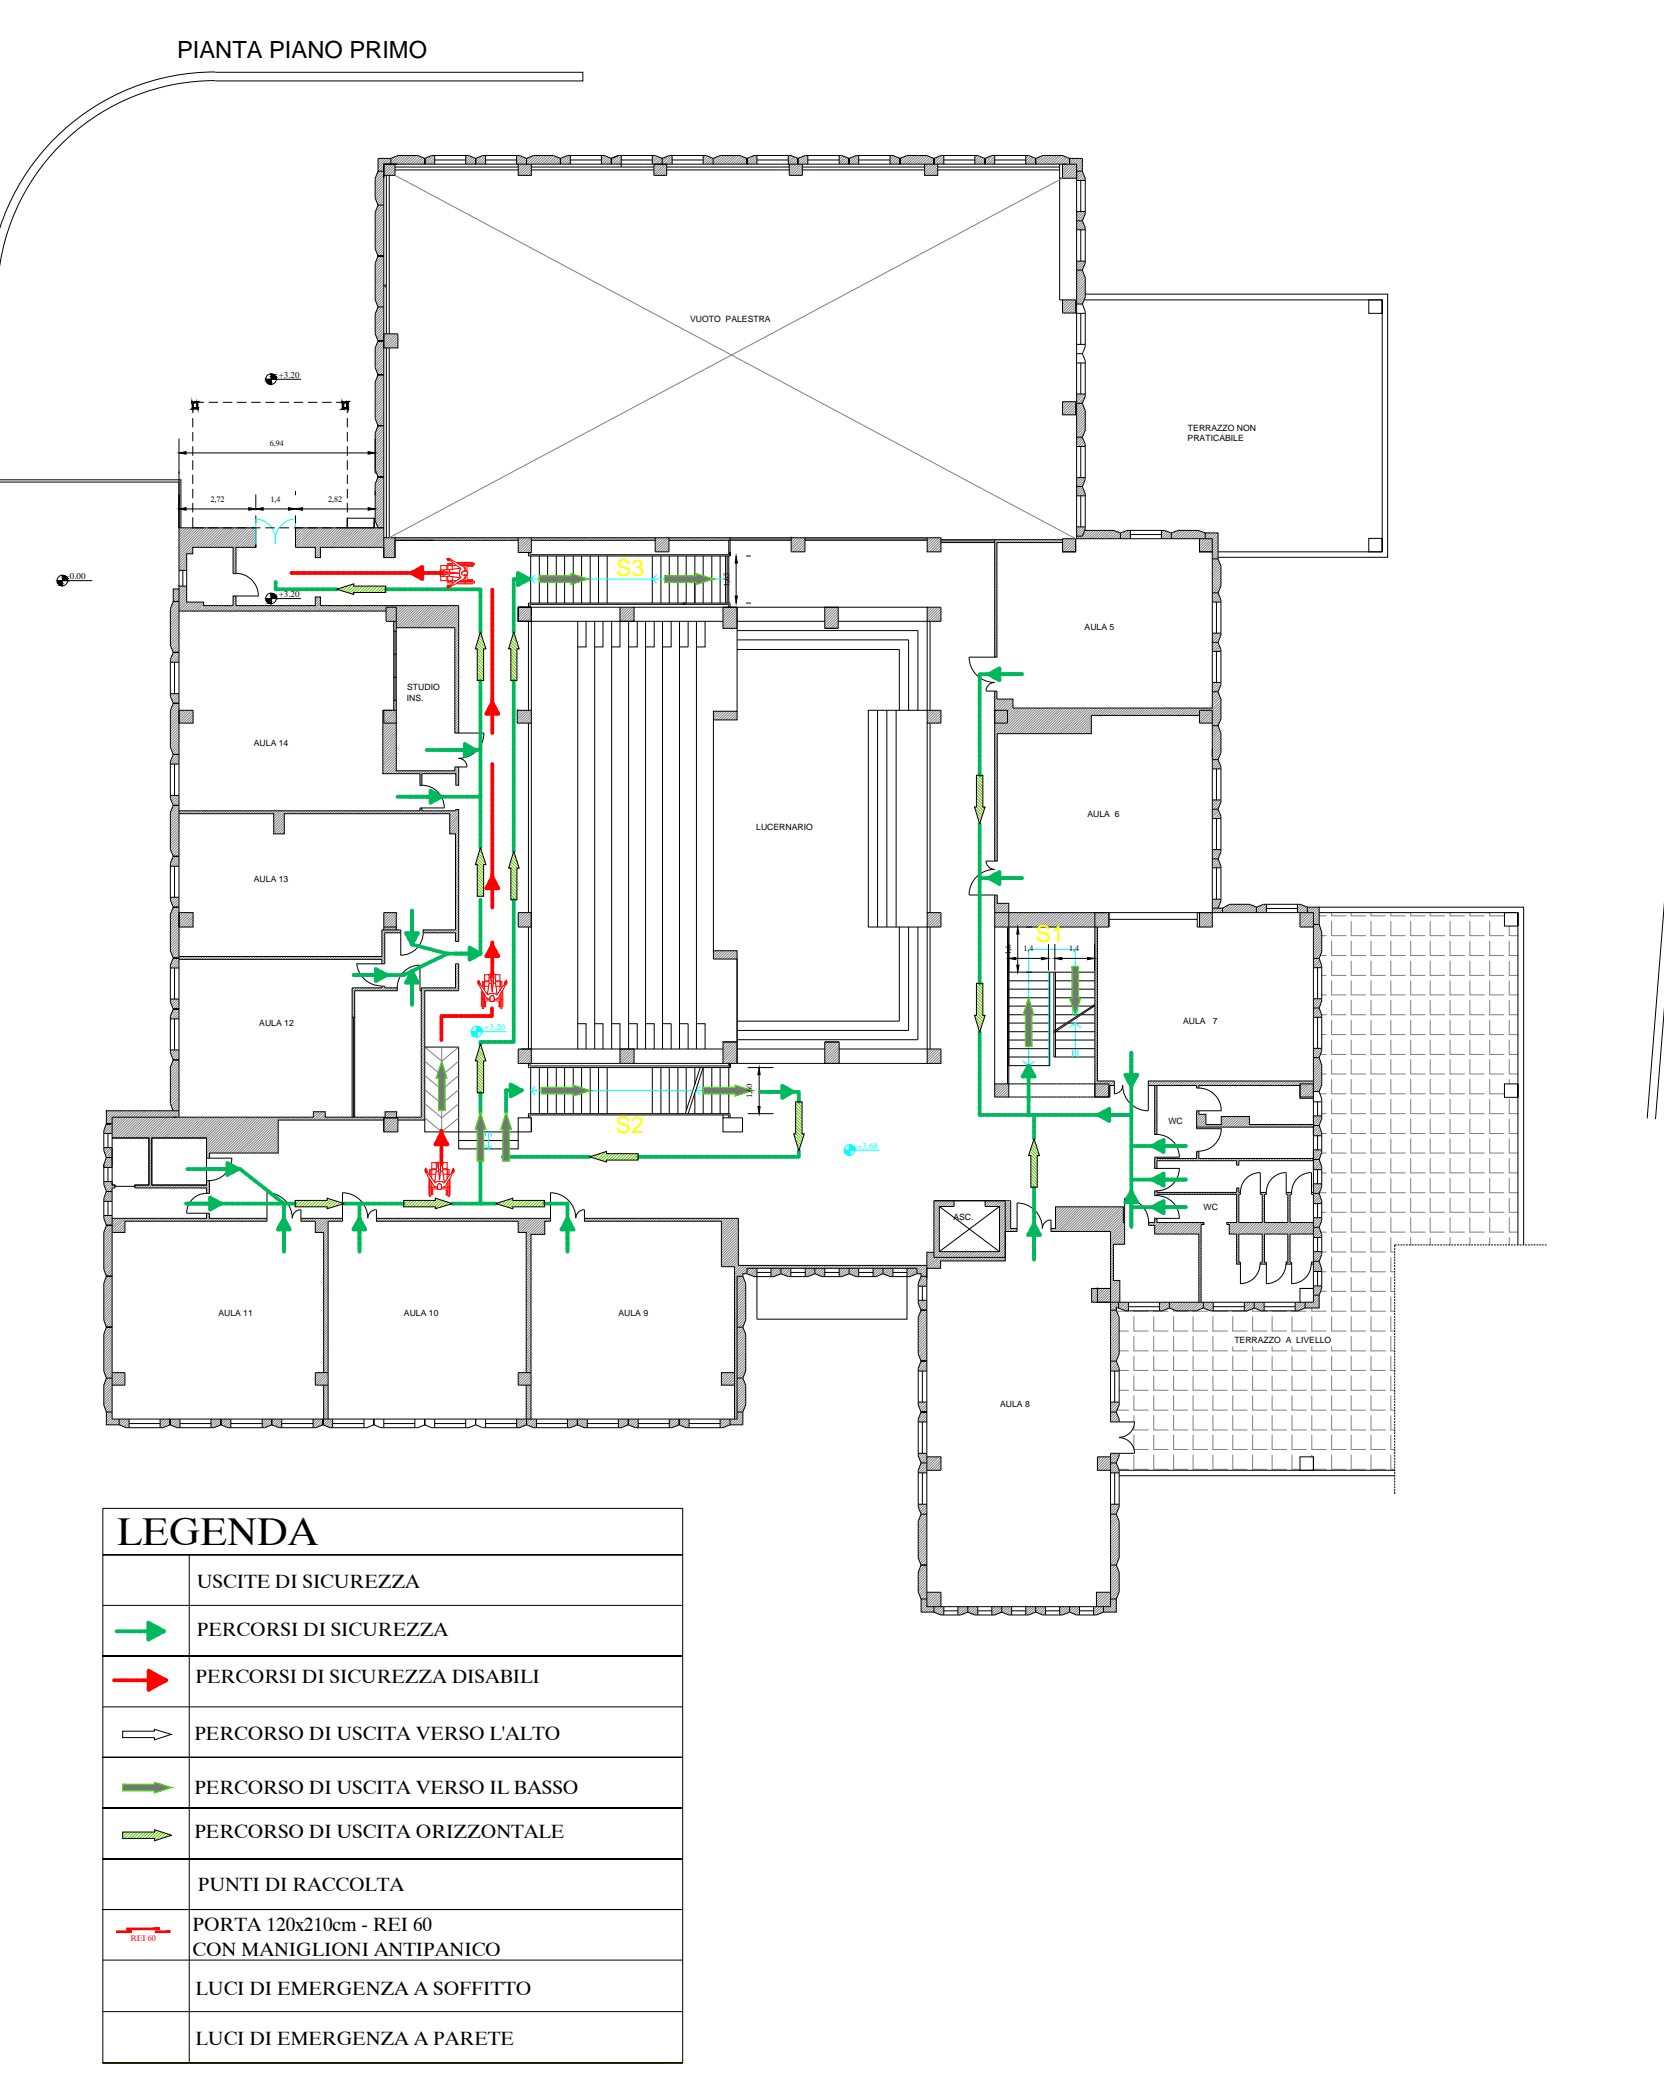 PIANTA PIANO PRIMO
VUOTO PALESTRA
+3.20
TERRAZZO NON
PRATICABILE
6,94
2,72
1,4
2,82
S3
0.00
+3.20
AULA 5
STUDIO
INS.
AULA 14
AULA 6
LUCERNARIO
AULA 13
S1
1,4
1,4
AULA 12
AULA 7
+3.20
1,60
S2
WC
+3.68
WC
ASC.
AULA 11
AULA 10
AULA 9
TERRAZZO A LIVELLO
AULA 8
LEGENDA
USCITE DI SICUREZZA
PERCORSI DI SICUREZZA
PERCORSI DI SICUREZZA DISABILI
PERCORSO DI USCITA VERSO L'ALTO
PERCORSO DI USCITA VERSO IL BASSO
PERCORSO DI USCITA ORIZZONTALE
PUNTI DI RACCOLTA
REI 60
PORTA 120x210cm - REI 60
CON MANIGLIONI ANTIPANICO
LUCI DI EMERGENZA A SOFFITTO
LUCI DI EMERGENZA A PARETE